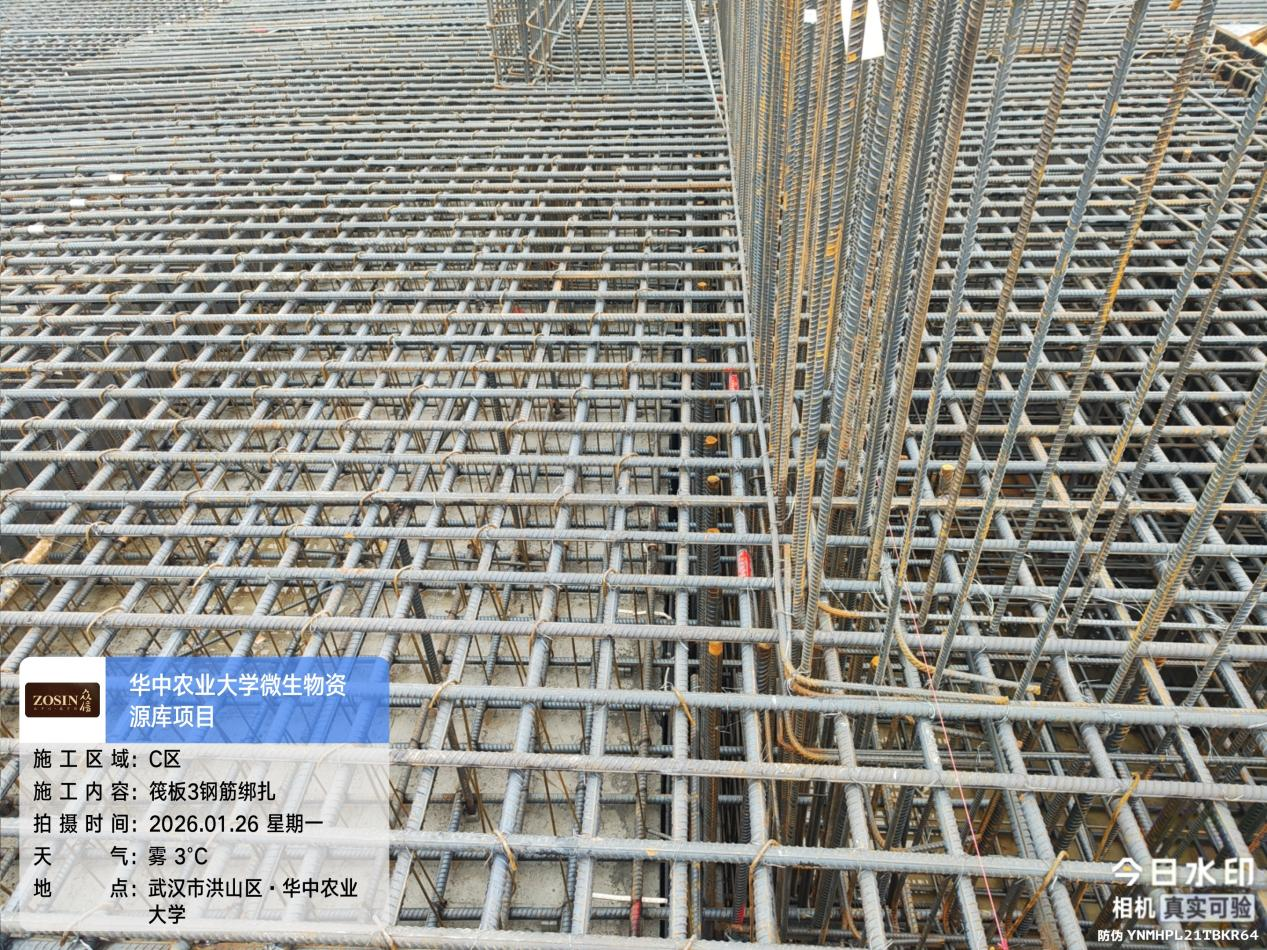 ZOSIN 众信
华中农业大学微生物资
源库项目
施工区域：C区
施工内容：筏板3钢筋绑扎
拍摄时间：2026.01.26 星期一
天气：雾 3℃
地点：武汉市洪山区·华中农业
大学
今日水印
相机 真实可验
防伪 YNMHPL21TBKR64